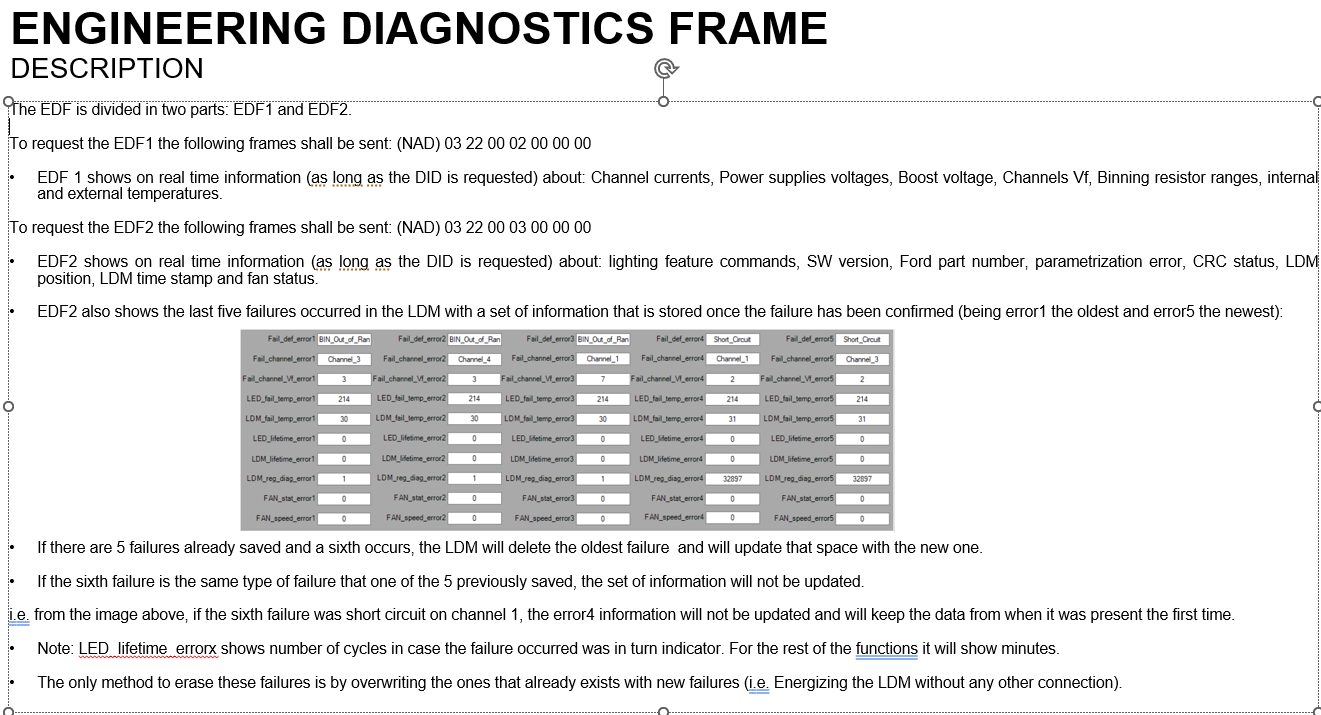 ENGINEERING DIAGNOSTICS FRAME
DESCRIPTION
The EDF is divided in two parts: EDF1 and EDF2.
To request the EDF1 the following frames shall be sent: (NAD) 03 22 00 02 00 00 00
• EDF 1 shows on real time information (as long as the DID is requested) about: Channel currents, Power supplies voltages, Boost voltage, Channels Vf, Binning resistor ranges, internal
and external temperatures.
To request the EDF2 the following frames shall be sent: (NAD) 03 22 00 03 00 00 00
• EDF2 shows on real time information (as long as the DID is requested) about: lighting feature commands, SW version, Ford part number, parametrization error, CRC status, LDM
position, LDM time stamp and fan status.
• EDF2 also shows the last five failures occurred in the LDM with a set of information that is stored once the failure has been confirmed (being error1 the oldest and error5 the newest):
Fail_def_error1 BIN_Out_of_Ran Fail_def_error2 BIN_Out_of_Ran Fail_def_error3 BIN_Out_of_Ran Fail_def_error4 Short_Circuit Fail_def_error5 Short_Circuit
Fail_channel_error1 Channel_3 Fail_channel_error2 Channel_4 Fail_channel_error3 Channel_1 Fail_channel_error4 Channel_1 Fail_channel_error5 Channel_3
Fail_channel_Vf_error1 3 Fail_channel_Vf_error2 3 Fail_channel_Vf_error3 7 Fail_channel_Vf_error4 2 Fail_channel_Vf_error5 2
LED_fail_temp_error1 214 LED_fail_temp_error2 214 LED_fail_temp_error3 214 LED_fail_temp_error4 214 LED_fail_temp_error5 214
LDM_fail_temp_error1 30 LDM_fail_temp_error2 30 LDM_fail_temp_error3 30 LDM_fail_temp_error4 31 LDM_fail_temp_error5 31
LED_lifetime_error1 0 LED_lifetime_error2 0 LED_lifetime_error3 0 LED_lifetime_error4 0 LED_lifetime_error5 0
LDM_lifetime_error1 0 LDM_lifetime_error2 0 LDM_lifetime_error3 0 LDM_lifetime_error4 0 LDM_lifetime_error5 0
LDM_reg_diag_error1 1 LDM_reg_diag_error2 1 LDM_reg_diag_error3 1 LDM_reg_diag_error4 32897 LDM_reg_diag_error5 32897
FAN_stat_error1 0 FAN_stat_error2 0 FAN_stat_error3 0 FAN_stat_error4 0 FAN_stat_error5 0
FAN_speed_error1 0 FAN_speed_error2 0 FAN_speed_error3 0 FAN_speed_error4 0 FAN_speed_error5 0
• If there are 5 failures already saved and a sixth occurs, the LDM will delete the oldest failure and will update that space with the new one.
• If the sixth failure is the same type of failure that one of the 5 previously saved, the set of information will not be updated.
i.e. from the image above, if the sixth failure was short circuit on channel 1, the error4 information will not be updated and will keep the data from when it was present the first time.
• Note: LED_lifetime_errorx shows number of cycles in case the failure occurred was in turn indicator. For the rest of the functions it will show minutes.
• The only method to erase these failures is by overwriting the ones that already exists with new failures (i.e. Energizing the LDM without any other connection).